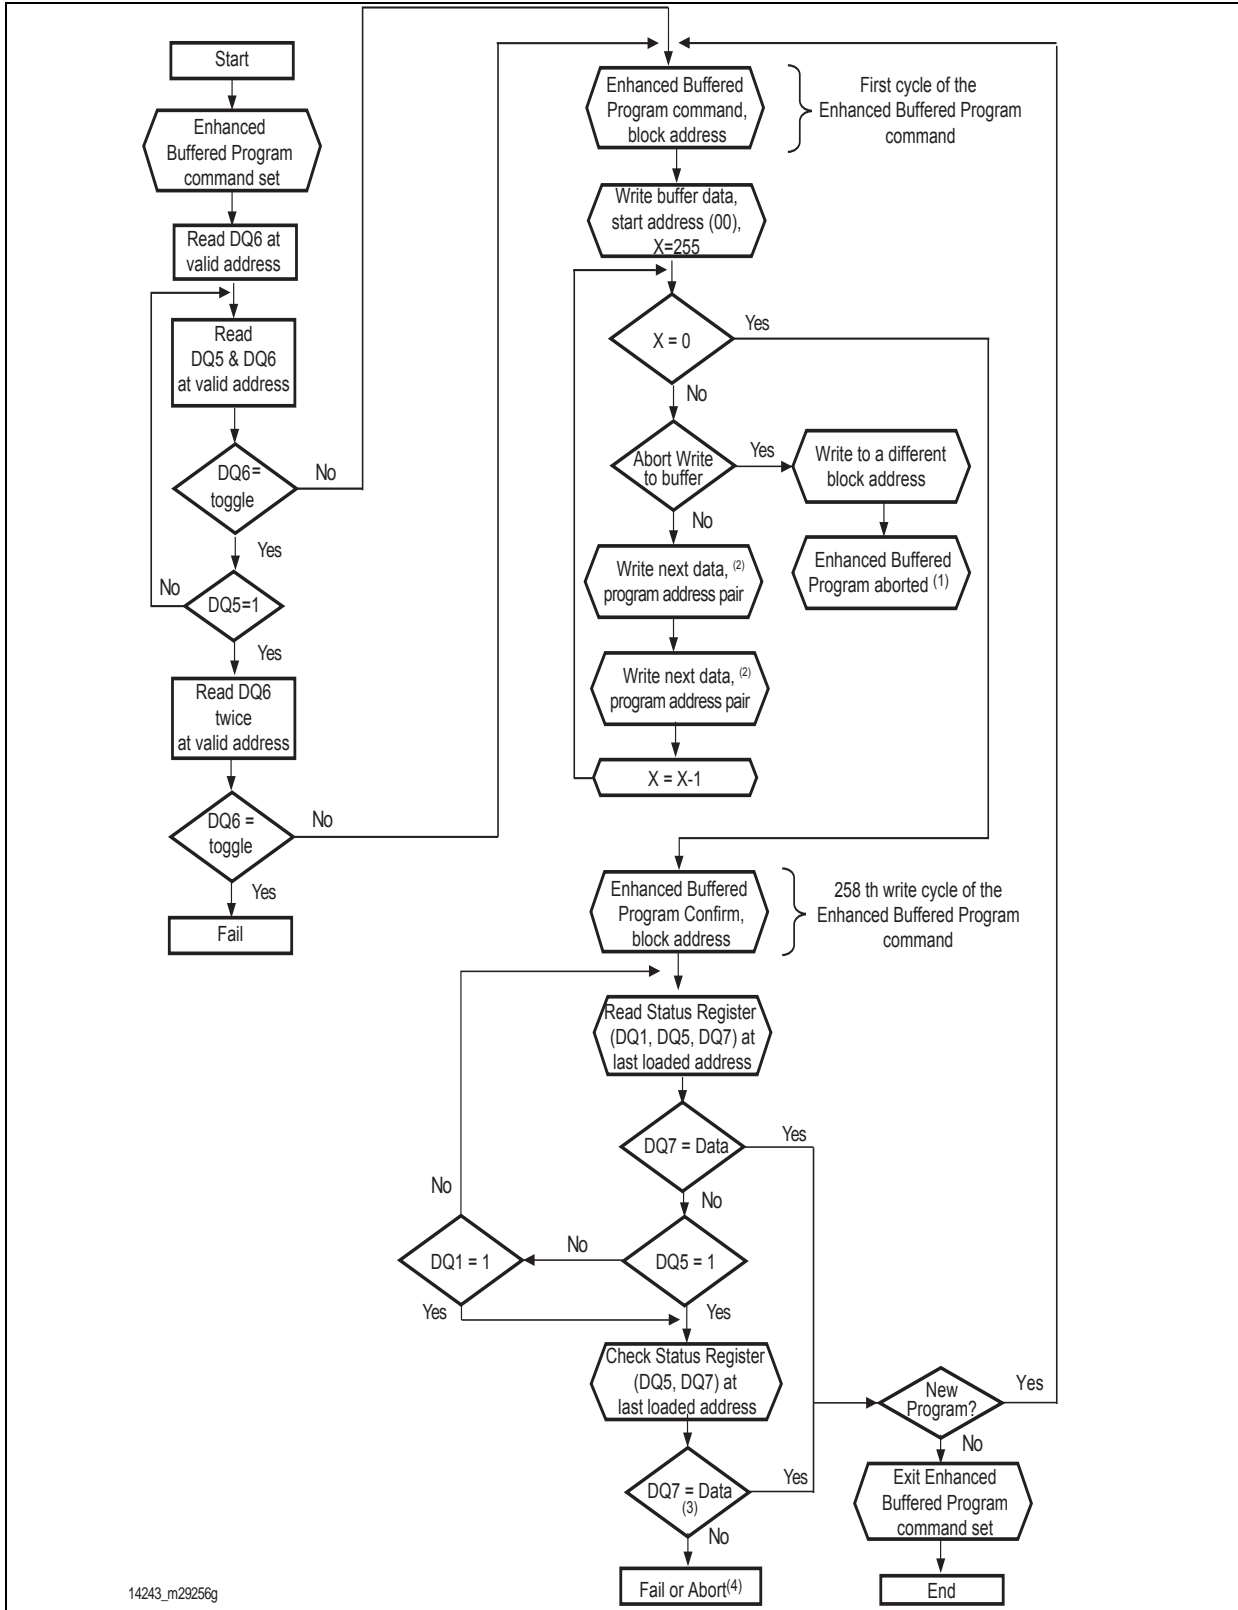 Start
Enhanced
Buffered Program
command set
Read DQ6 at
valid address
Read
DQ5 & DQ6
at valid address
DQ6=
toggle
No
Yes
No
DQ5=1
Yes
Read DQ6
twice
at valid address
DQ6 =
toggle
No
Yes
Fail
Enhanced Buffered
Program command,
block address
First cycle of the
Enhanced Buffered Program
command
Write buffer data,
start address (00),
X=255
X = 0
Yes
No
Abort Write
to buffer
Yes
Write to a different
block address
No
Enhanced Buffered
Program aborted (1)
Write next data, (2)
program address pair
Write next data, (2)
program address pair
X = X-1
Enhanced Buffered
Program Confirm,
block address
258 th write cycle of the
Enhanced Buffered Program
command
Read Status Register
(DQ1, DQ5, DQ7) at
last loaded address
DQ7 = Data
Yes
No
No
DQ1 = 1
No
DQ5 = 1
Yes
Yes
Check Status Register
(DQ5, DQ7) at
last loaded address
New
Program?
Yes
No
DQ7 = Data
(3)
Yes
No
Exit Enhanced
Buffered Program
command set
Fail or Abort(4)
End
14243_m29256g